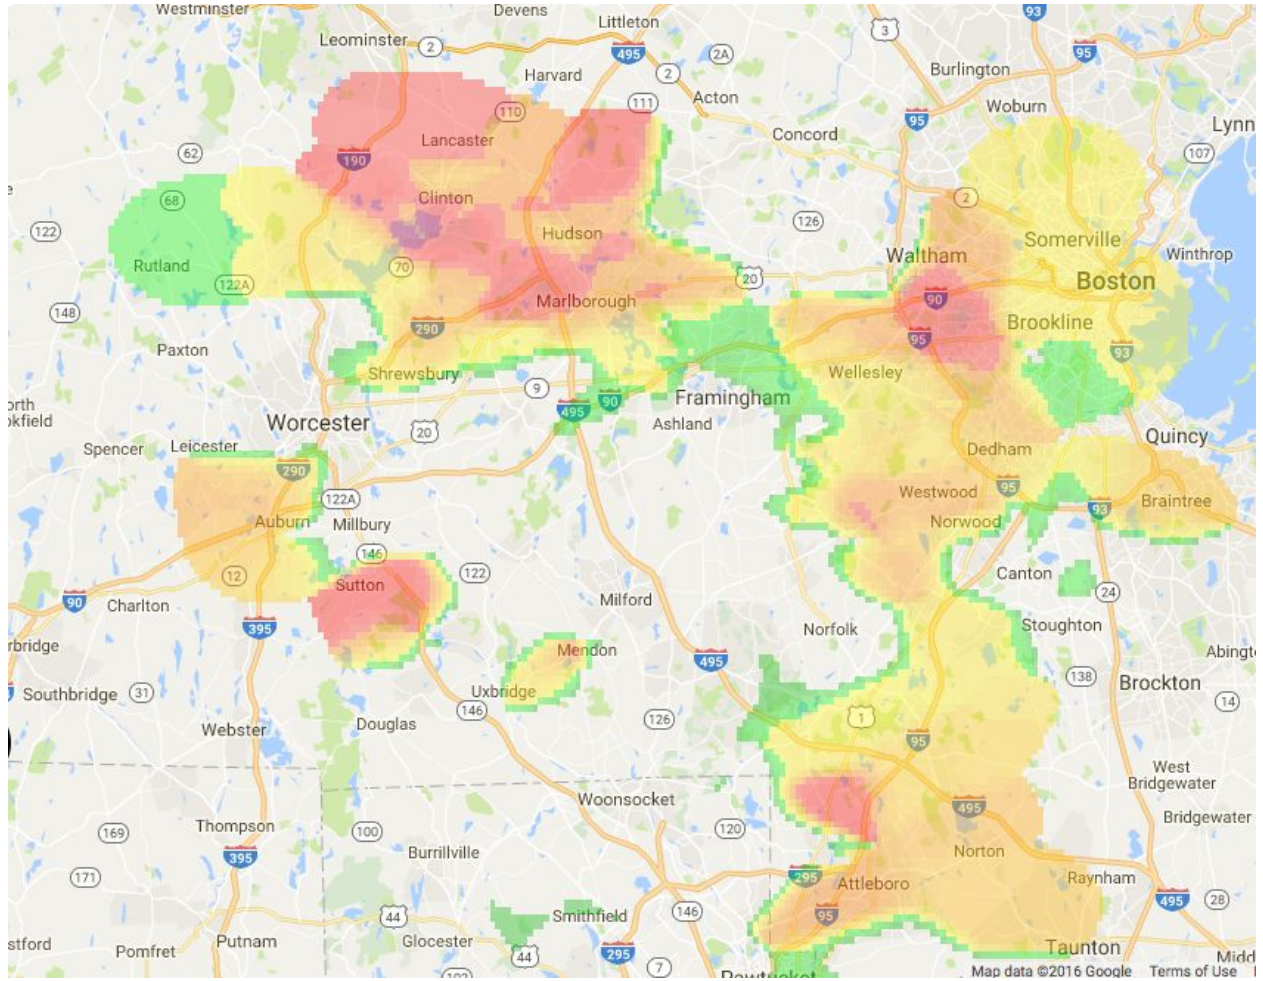 Westminster
Devens
Littleton
93
3
Leominster
2
495
2A
95
Harvard
2
Burlington
110
111
Acton
Woburn
95
Lynn
Concord
Lancaster
62
107
190
Clinton
68
2
126
122
Hudson
Somerville
Winthrop
Waltham
Rutland
70
20
Boston
122A
90
Marlborough
148
Brookline
290
95
93
Paxton
Shrewsbury
Wellesley
9
Framingham
90
495
Worcester
20
Ashland
Quincy
Spencer
Leicester
Dedham
290
95
Westwood
122A
Braintree
93
Auburn
Millbury
Norwood
146
12
Sutton
122
Canton
90
Charlton
Milford
24
395
Norfolk
Stoughton
Mendon
495
138
Southbridge
31
Uxbridge
Brockton
146
14
Webster
Douglas
126
1
95
West
Bridgewater
Woonsocket
495
Bridgewater
Thompson
169
100
120
Burrillville
Norton
395
171
295
Attleboro
Raynham
495
28
44
Smithfield
146
95
Pomfret
Putnam
Glocester
44
295
Taunton
7
Pawtucket
Map data ©2016 Google
Terms of Use